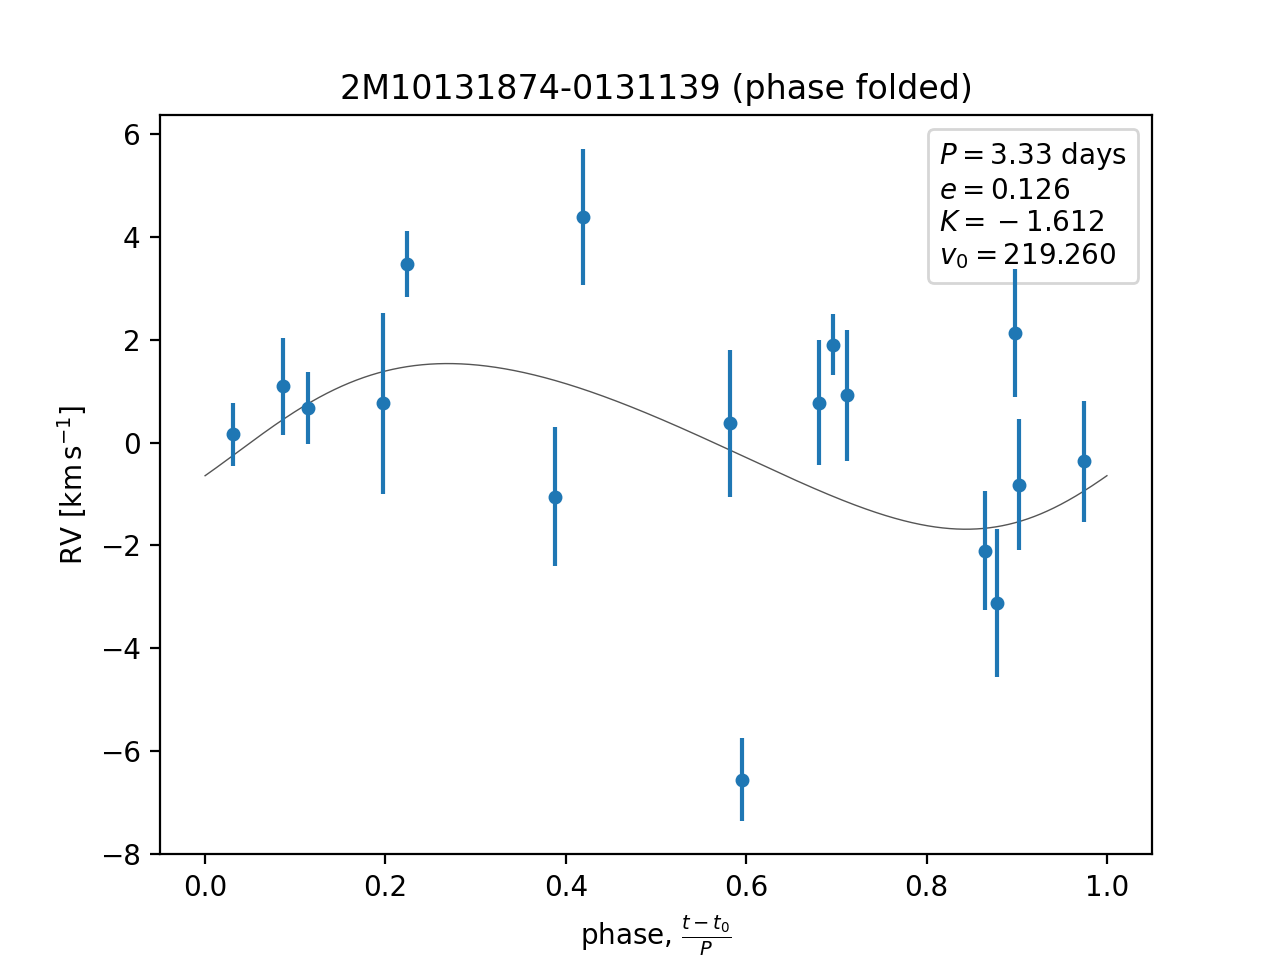 2M10131874-0131139 (phase folded)
P = 3.33 days
e = 0.126
K = −1.612
v₀ = 219.260
6
4
2
0
−2
−4
−6
−8
RV [km s⁻¹]
0.0 0.2 0.4 0.6 0.8 1.0
phase, (t − t₀)/P